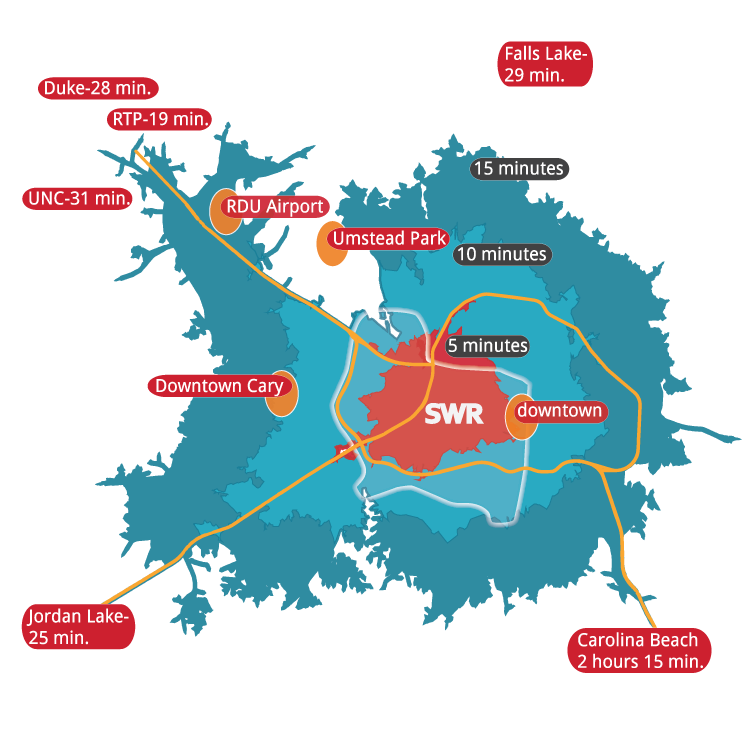 Falls Lake-
29 min.
Duke-28 min.
RTP-19 min.
15 minutes
UNC-31 min.
RDU Airport
Umstead Park
10 minutes
5 minutes
Downtown Cary
SWR
downtown
Jordan Lake-
25 min.
Carolina Beach
2 hours 15 min.